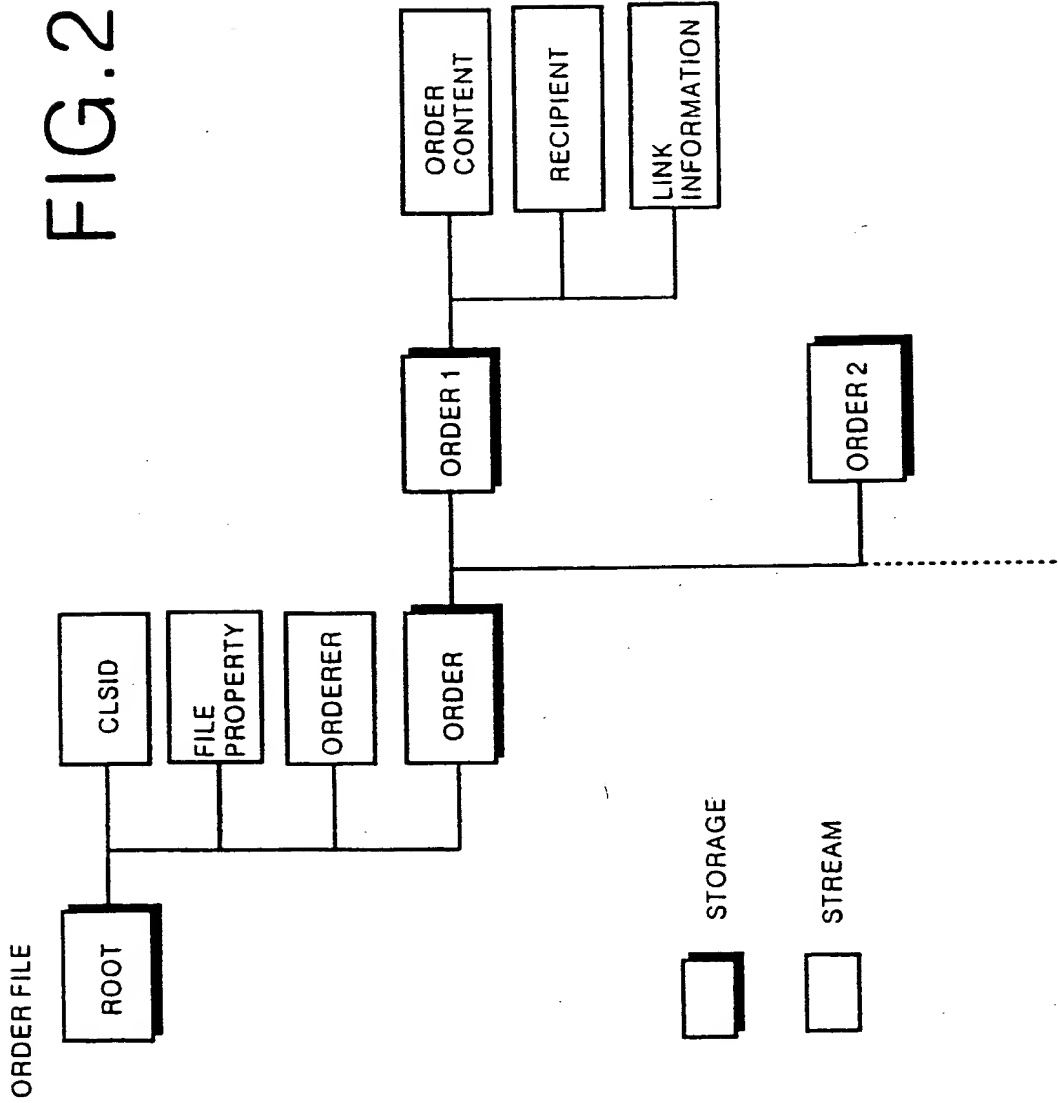 FIG.2
ORDER FILE
ROOT
CLSID
FILE
PROPERTY
ORDERER
ORDER
ORDER 1
ORDER
CONTENT
RECIPIENT
LINK
INFORMATION
ORDER 2
STORAGE
STREAM